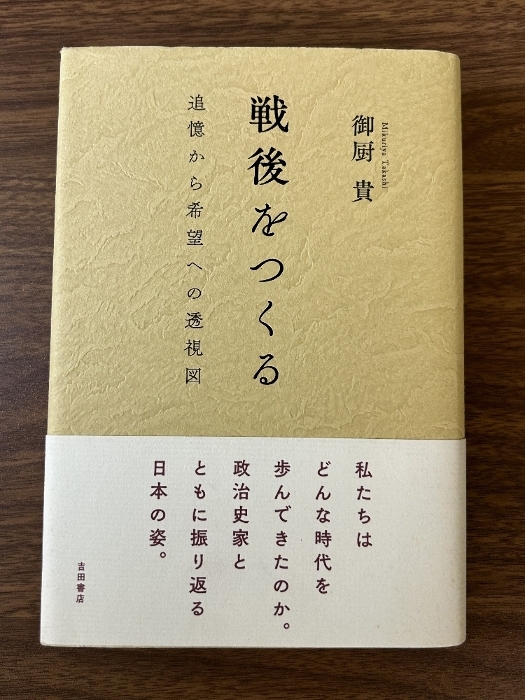 御厨 貴
Mikuriya Takashi
戦後をつくる
追憶から希望への透視図
私たちは
どんな時代を
歩んできたのか。
政治史家と
ともに振り返る
日本の姿。
吉田書店